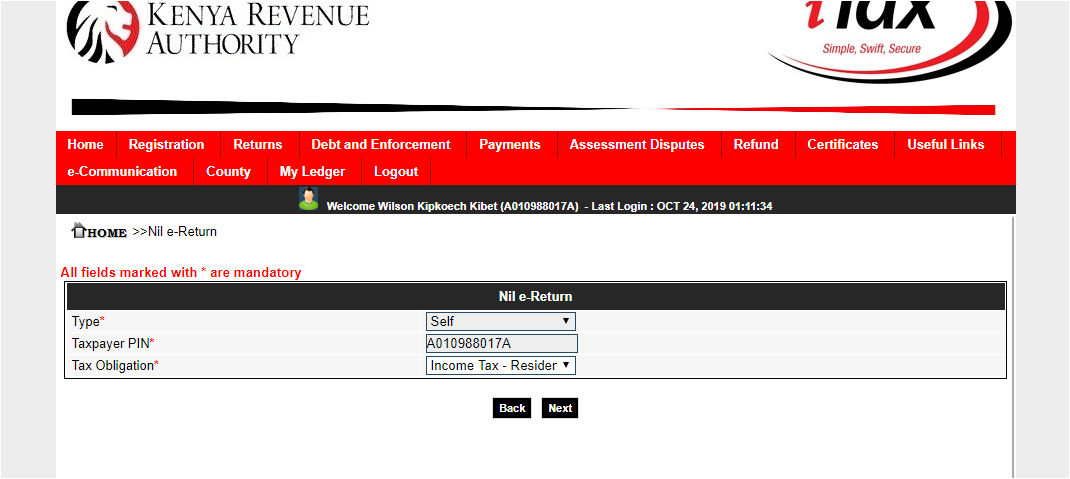 KENYA REVENUE
AUTHORITY
iTax
Simple, Swift, Secure
Home Registration Returns Debt and Enforcement Payments Assessment Disputes Refund Certificates Useful Links
e-Communication County My Ledger Logout
Welcome Wilson Kipkoech Kibet (A010988017A) - Last Login : OCT 24, 2019 01:11:34
HOME >>Nil e-Return
All fields marked with * are mandatory
Nil e-Return
Type* Self
Taxpayer PIN* A010988017A
Tax Obligation* Income Tax - Resider
Back Next